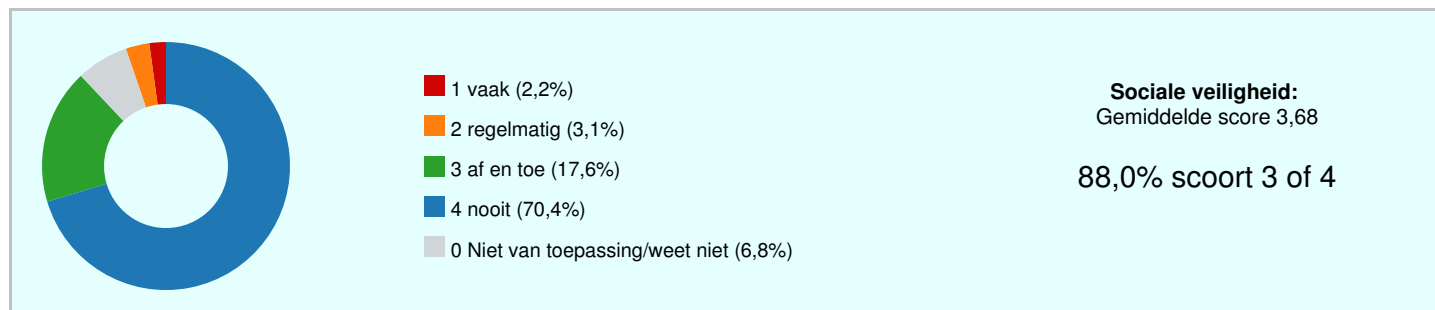 1 vaak (2,2%)
2 regelmatig (3,1%)
3 af en toe (17,6%)
4 nooit (70,4%)
0 Niet van toepassing/weet niet (6,8%)
Sociale veiligheid:
Gemiddelde score 3,68
88,0% scoort 3 of 4